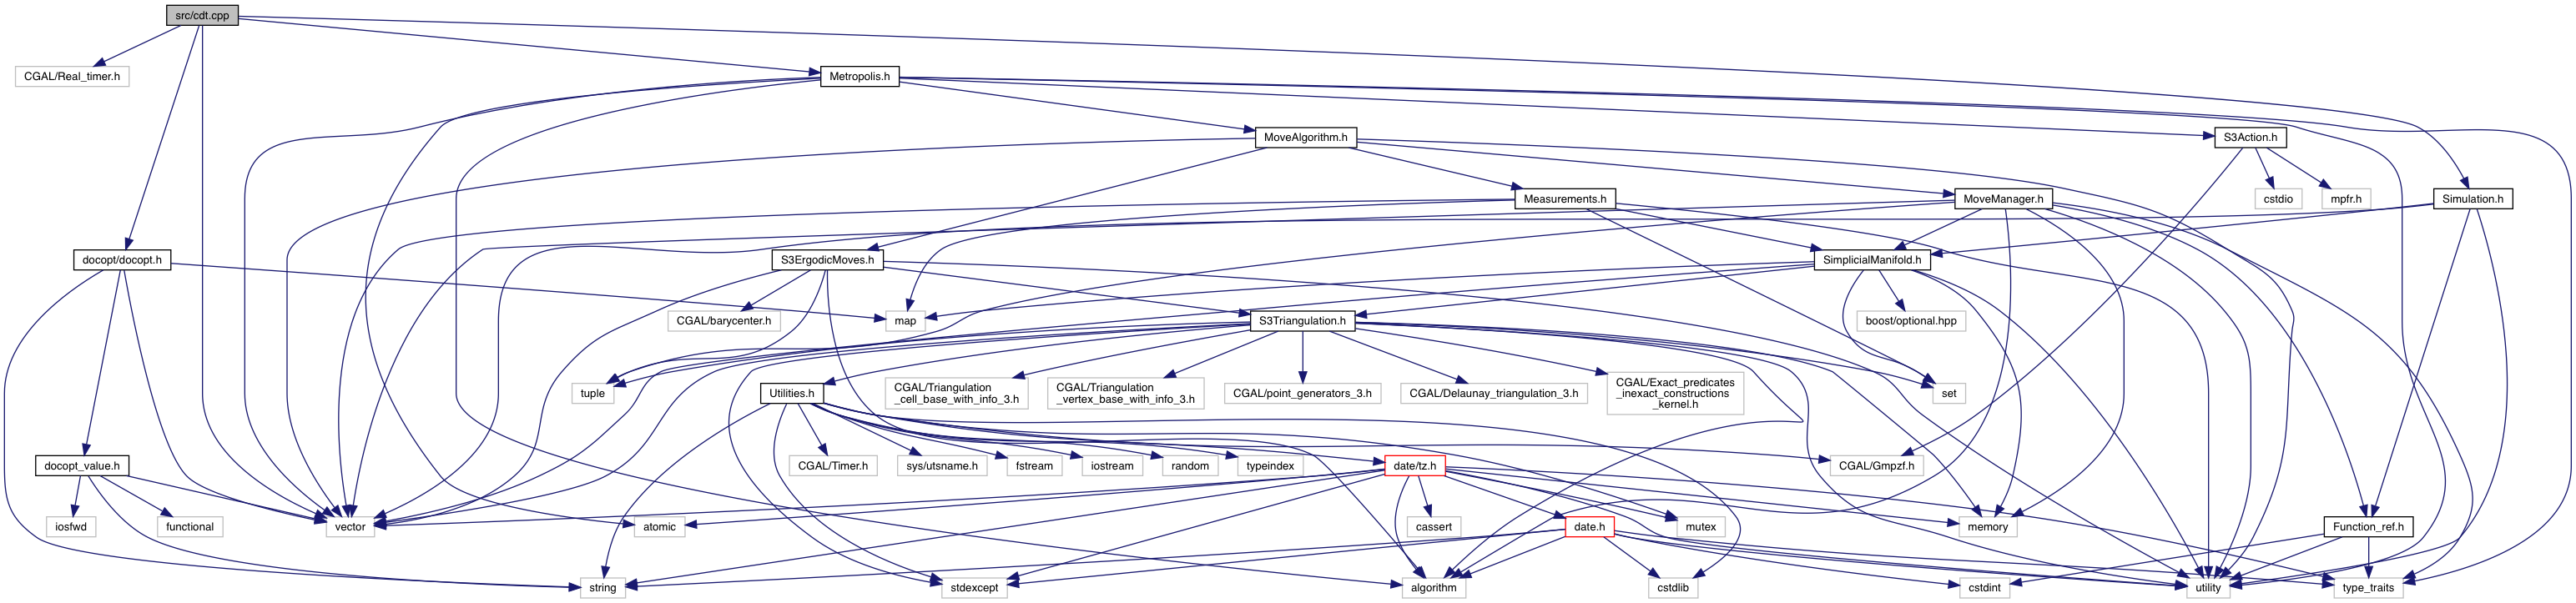 src/cdt.cpp
CGAL/Real_timer.h
Metropolis.h
MoveAlgorithm.h
S3Action.h
Measurements.h
MoveManager.h
cstdio
mpfr.h
Simulation.h
docopt/docopt.h
S3ErgodicMoves.h
SimplicialManifold.h
CGAL/barycenter.h
map
S3Triangulation.h
boost/optional.hpp
tuple
Utilities.h
CGAL/Triangulation
_cell_base_with_info_3.h
CGAL/Triangulation
_vertex_base_with_info_3.h
CGAL/point_generators_3.h
CGAL/Delaunay_triangulation_3.h
CGAL/Exact_predicates
_inexact_constructions
_kernel.h
set
docopt_value.h
CGAL/Timer.h
sys/utsname.h
fstream
iostream
random
typeindex
date/tz.h
CGAL/Gmpzf.h
iosfwd
functional
vector
atomic
cassert
date.h
mutex
memory
Function_ref.h
string
stdexcept
algorithm
cstdlib
cstdint
utility
type_traits